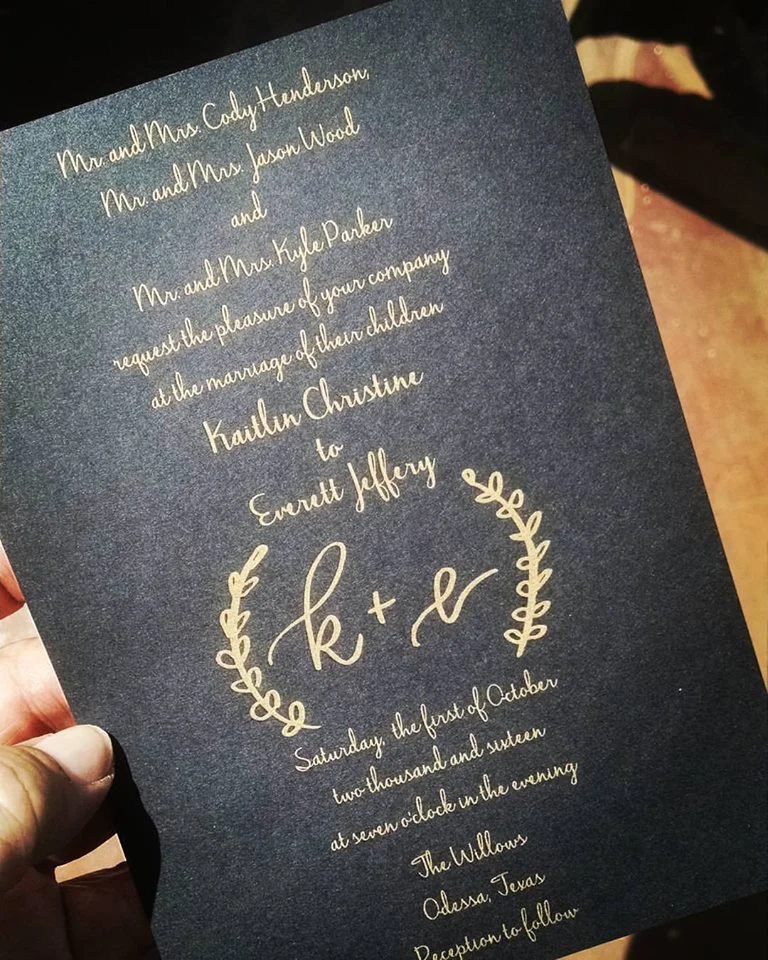 Mr. and Mrs. Cody Henderson,
Mr. and Mrs. Jason Wood
and
Mr. and Mrs. Kyle Parker
request the pleasure of your company
at the marriage of their children
Kaitlin Christine
to
Everett Jeffery
k + e
Saturday, the first of October
two thousand and sixteen
at seven o'clock in the evening
The Willows
Odessa, Texas
Reception to follow